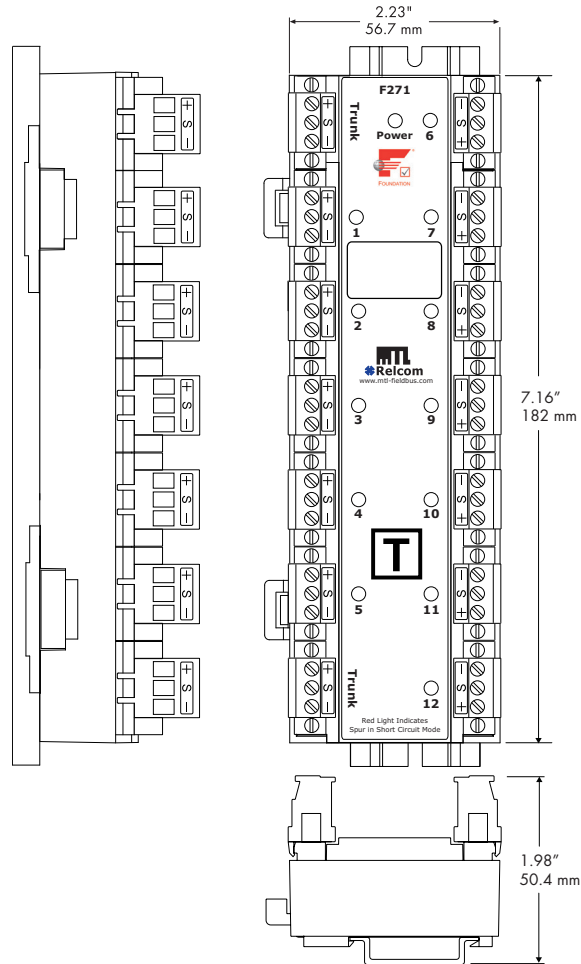 2.23"
56.7 mm
F271
Trunk
Power 6
FOUNDATION
1 7
2 8
MTL
Relcom
www.mtl-fieldbus.com
3 9
4 10
T
5 11
Trunk
12
Red Light Indicates
Spur in Short Circuit Mode
+ S −
+ S −
+ S −
+ S −
+ S −
+ S −
+ S −
+ S −
+ S −
+ S −
+ S −
+ S −
+ S −
+ S −
− S +
− S +
− S +
− S +
− S +
− S +
− S +
7.16"
182 mm
1.98"
50.4 mm